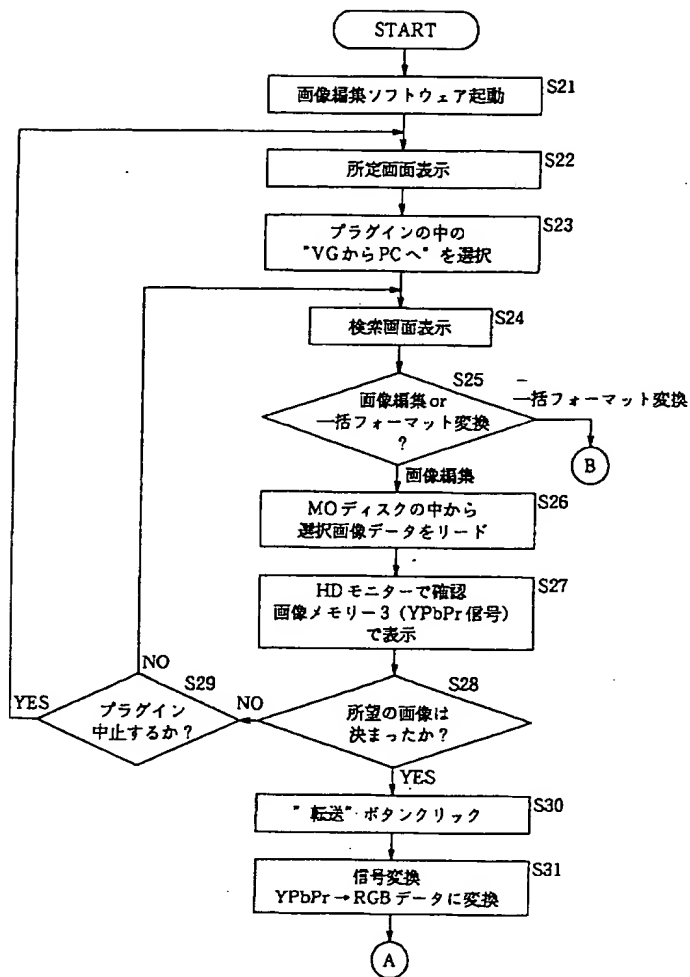 START
画像編集ソフトウェア起動
S21
所定画面表示
S22
プラグインの中の
"VGからPCへ" を選択
S23
検索画面表示
S24
S25
画像編集or
一括フォーマット変換
?
一括フォーマット変換
B
画像編集
MOディスクの中から
選択画像データをリード
S26
HDモニターで確認
画像メモリー3 (YPbPr信号)
で表示
S27
S28
所望の画像は
決まったか?
NO
S29
プラグイン
中止するか?
NO
YES
YES
"転送" ボタンクリック
S30
信号変換
YPbPr→RGBデータに変換
S31
A